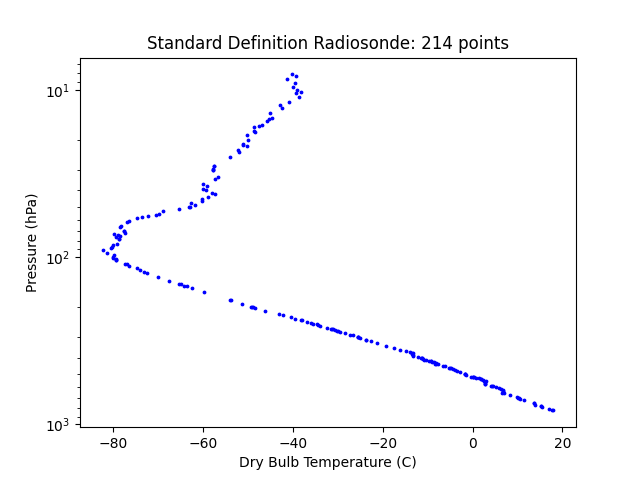 Standard Definition Radiosonde: 214 points
10¹
10²
10³
Pressure (hPa)
−80 −60 −40 −20 0 20
Dry Bulb Temperature (C)